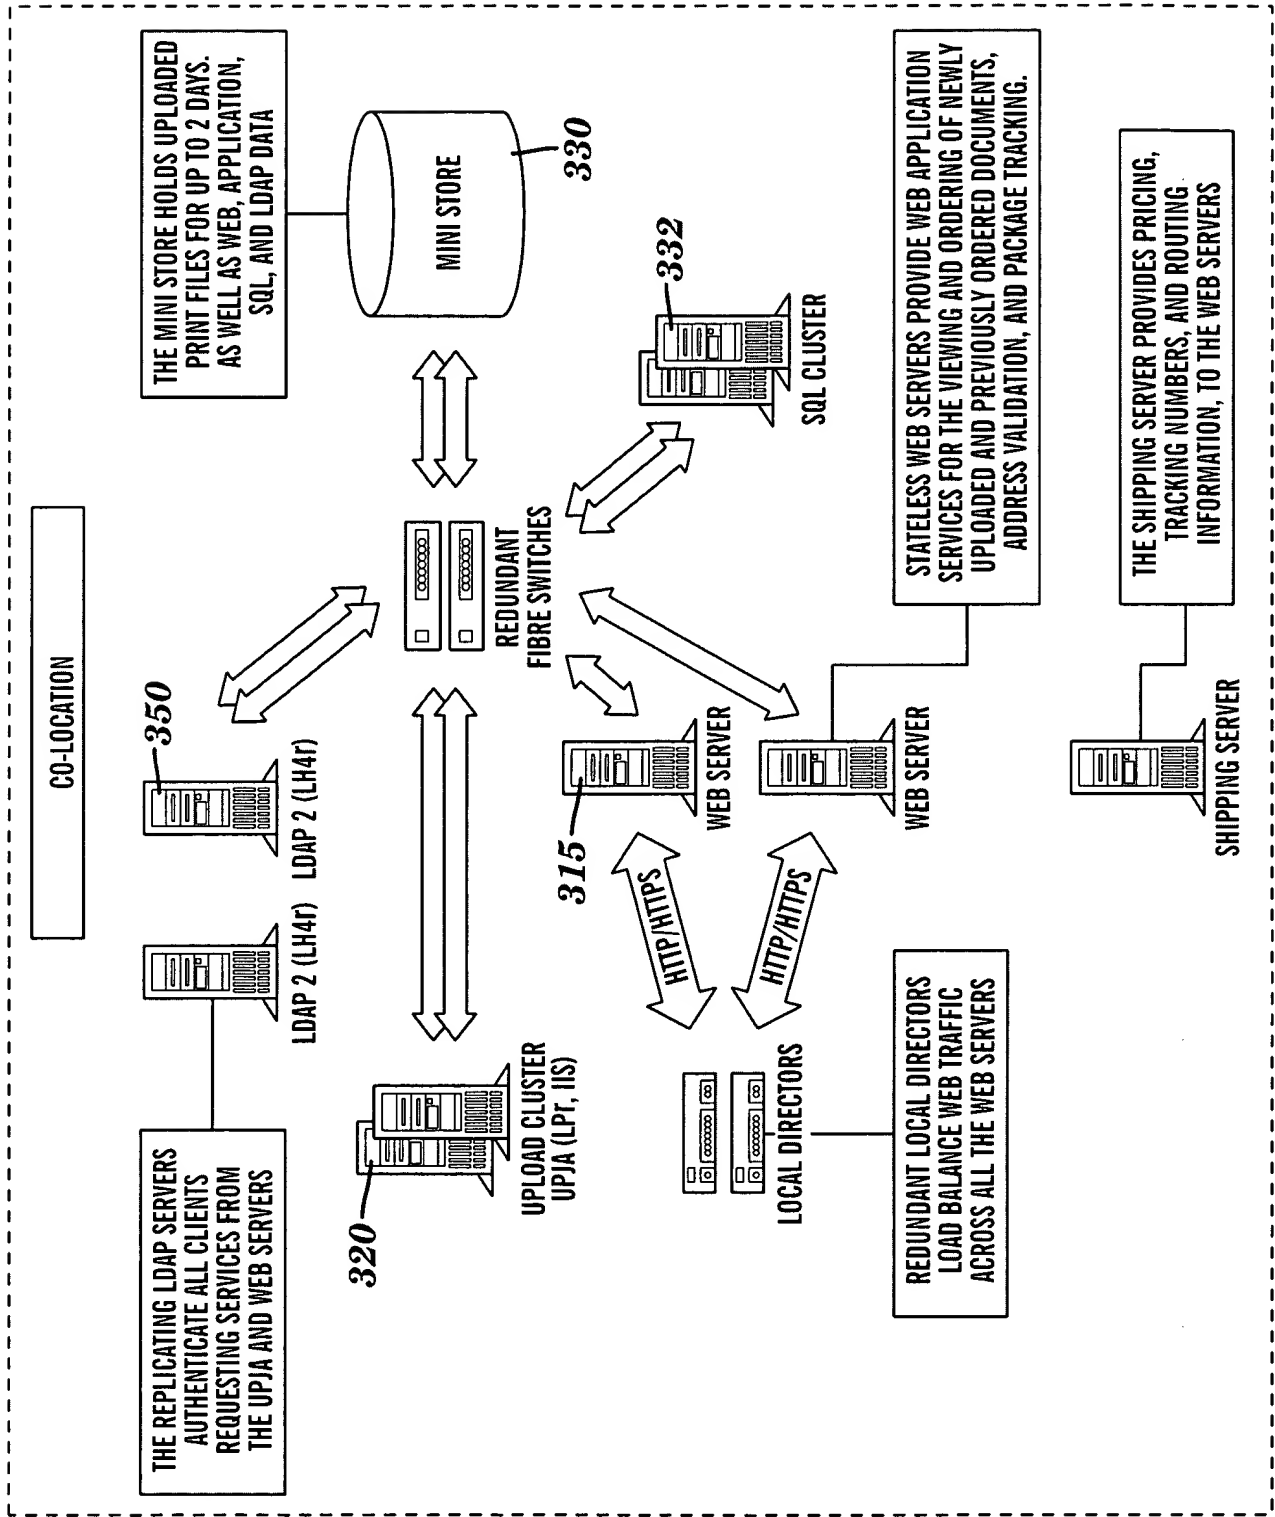 CO-LOCATION
THE REPLICATING LDAP SERVERS
AUTHENTICATE ALL CLIENTS
REQUESTING SERVICES FROM
THE UPJA AND WEB SERVERS
LDAP 2 (LH4r)
LDAP 2 (LH4r)
350
THE MINI STORE HOLDS UPLOADED
PRINT FILES FOR UP TO 2 DAYS.
AS WELL AS WEB, APPLICATION,
SQL, AND LDAP DATA
320
UPLOAD CLUSTER
UPJA (LPr, IIS)
REDUNDANT
FIBRE SWITCHES
MINI STORE
330
315
WEB SERVER
332
SQL CLUSTER
HTTP/HTTPS
HTTP/HTTPS
LOCAL DIRECTORS
WEB SERVER
REDUNDANT LOCAL DIRECTORS
LOAD BALANCE WEB TRAFFIC
ACROSS ALL THE WEB SERVERS
STATELESS WEB SERVERS PROVIDE WEB APPLICATION
SERVICES FOR THE VIEWING AND ORDERING OF NEWLY
UPLOADED AND PREVIOUSLY ORDERED DOCUMENTS,
ADDRESS VALIDATION, AND PACKAGE TRACKING.
SHIPPING SERVER
THE SHIPPING SERVER PROVIDES PRICING,
TRACKING NUMBERS, AND ROUTING
INFORMATION, TO THE WEB SERVERS